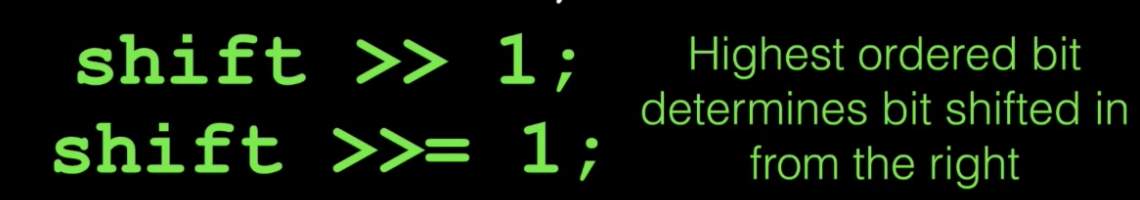 shift >> 1;
shift >>= 1;
Highest ordered bit
determines bit shifted in
from the right